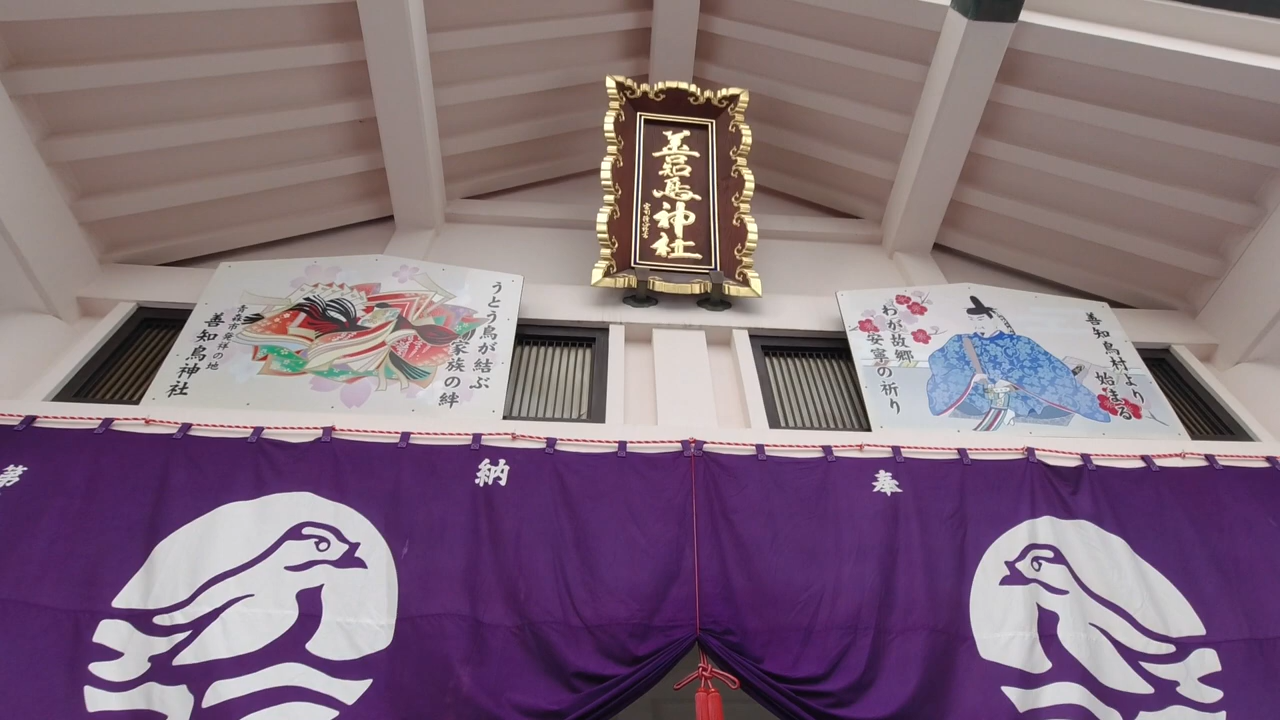 善知鳥神社
うとう鳥が結ぶ
家族の絆
青森市発祥の地
善知鳥神社
善知鳥村より
始まる
わが故郷
安寧の祈り
奉
納
第